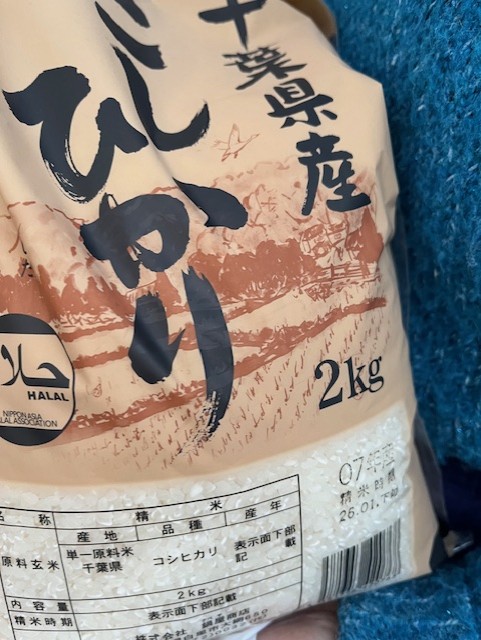 千葉県産
こしひかり
2kg
حلال
HALAL
NIPPON ASIA
HALAL ASSOCIATION
07年産
精米時期
26.01.下旬
名称 精米
原料玄米 産地 品種 産年
単一原料米 コシヒカリ 表示面下部
千葉県 記載
内容量 2kg
精米時期 表示面下部記載